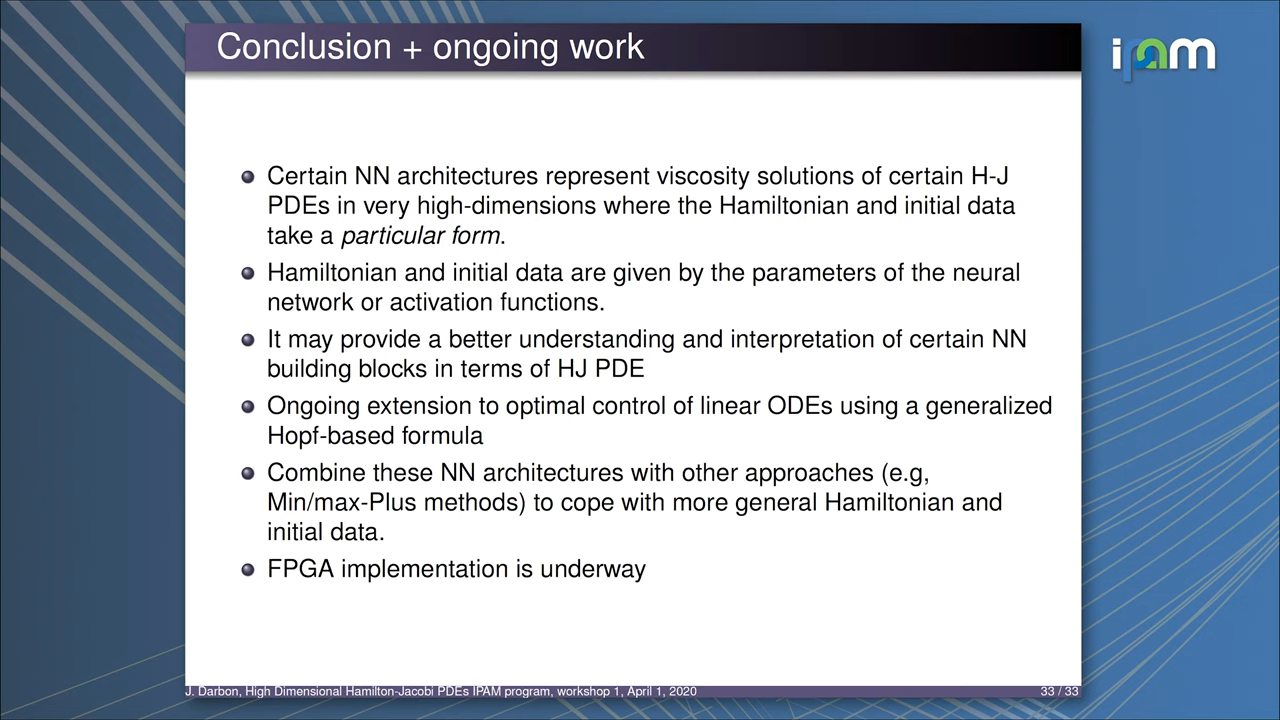 Conclusion + ongoing work
ipam
Certain NN architectures represent viscosity solutions of certain H-J
PDEs in very high-dimensions where the Hamiltonian and initial data
take a particular form.
Hamiltonian and initial data are given by the parameters of the neural
network or activation functions.
It may provide a better understanding and interpretation of certain NN
building blocks in terms of HJ PDE
Ongoing extension to optimal control of linear ODEs using a generalized
Hopf-based formula
Combine these NN architectures with other approaches (e.g,
Min/max-Plus methods) to cope with more general Hamiltonian and
initial data.
FPGA implementation is underway
J. Darbon, High Dimensional Hamilton-Jacobi PDEs IPAM program, workshop 1, April 1, 2020 33 / 33